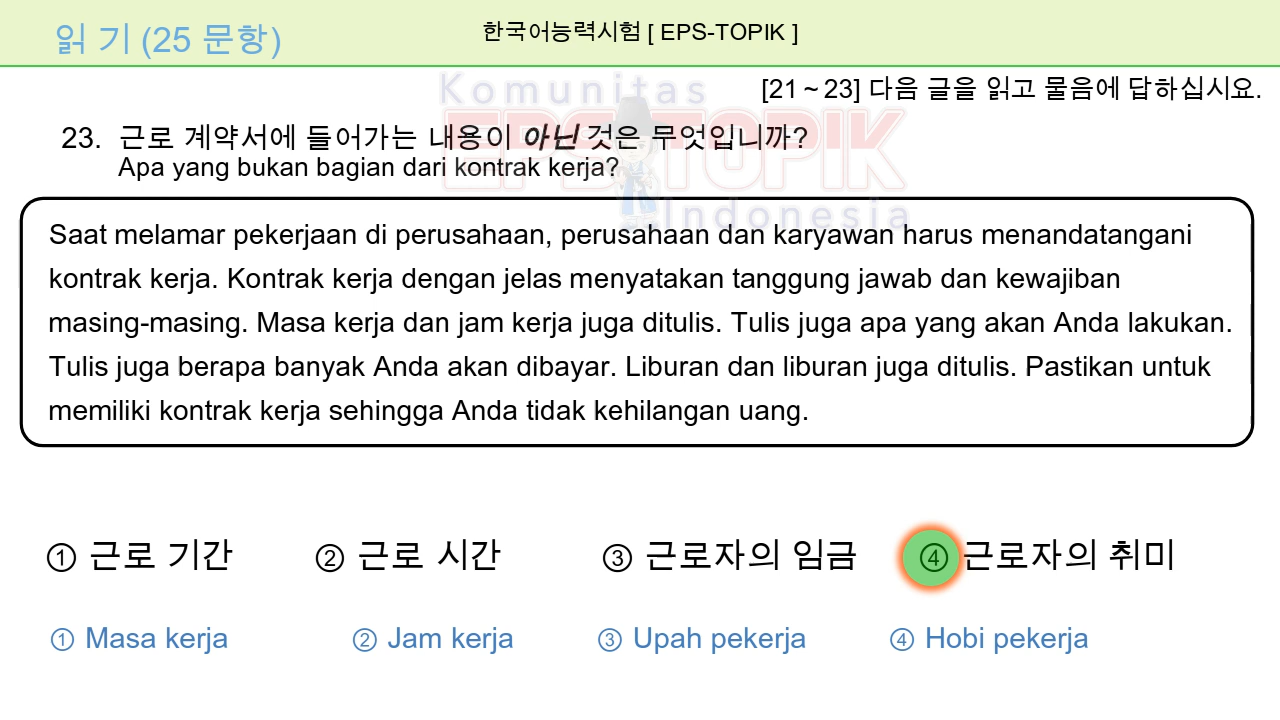 읽 기 (25 문항)
한국어능력시험 [ EPS-TOPIK ]
[21 ~ 23] 다음 글을 읽고 물음에 답하십시요.
Komunitas
EPS TOPIK
Indonesia
23. 근로 계약서에 들어가는 내용이 아닌 것은 무엇입니까?
Apa yang bukan bagian dari kontrak kerja?
Saat melamar pekerjaan di perusahaan, perusahaan dan karyawan harus menandatangani
kontrak kerja. Kontrak kerja dengan jelas menyatakan tanggung jawab dan kewajiban
masing-masing. Masa kerja dan jam kerja juga ditulis. Tulis juga apa yang akan Anda lakukan.
Tulis juga berapa banyak Anda akan dibayar. Liburan dan liburan juga ditulis. Pastikan untuk
memiliki kontrak kerja sehingga Anda tidak kehilangan uang.
① 근로 기간 ② 근로 시간 ③ 근로자의 임금 ④ 근로자의 취미
① Masa kerja ② Jam kerja ③ Upah pekerja ④ Hobi pekerja